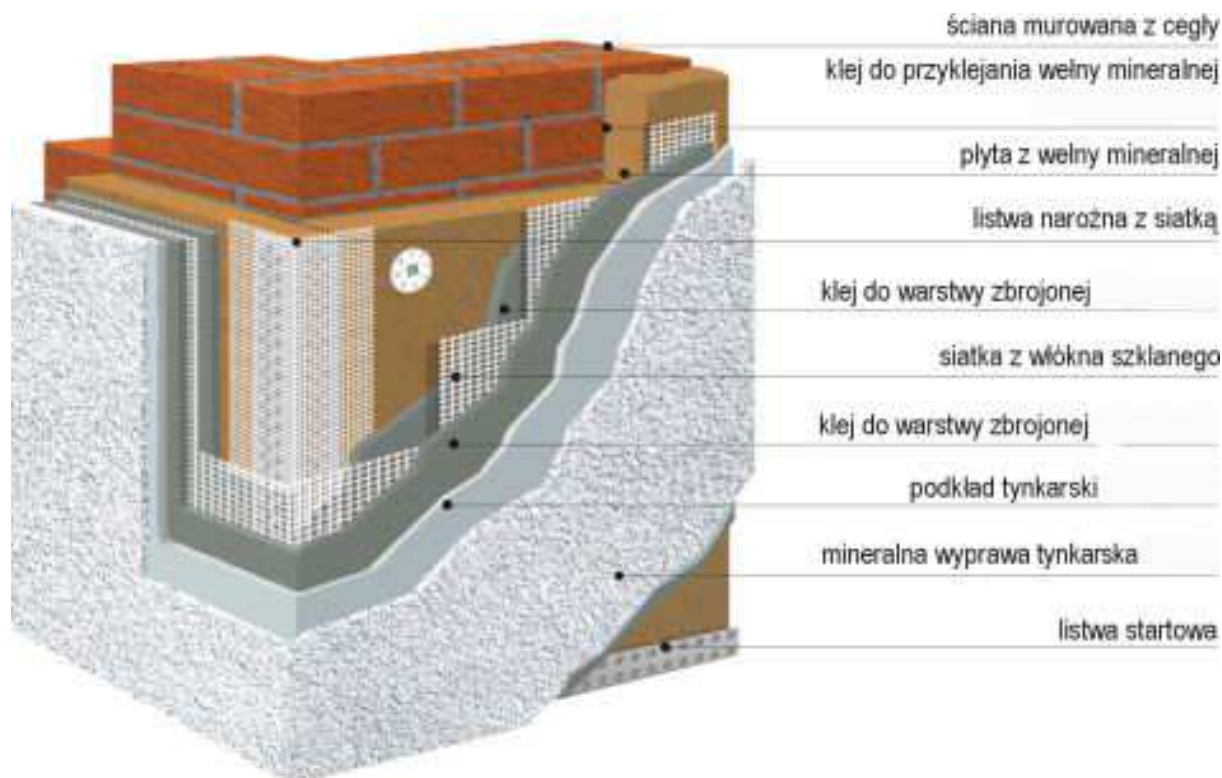 ściana murowana z cegły
klej do przyklejania wełny mineralnej
płyta z wełny mineralnej
listwa narożna z siatką
klej do warstwy zbrojonej
siatka z włókna szklanego
klej do warstwy zbrojonej
podkład tynkarski
mineralna wyprawa tynkarska
listwa startowa